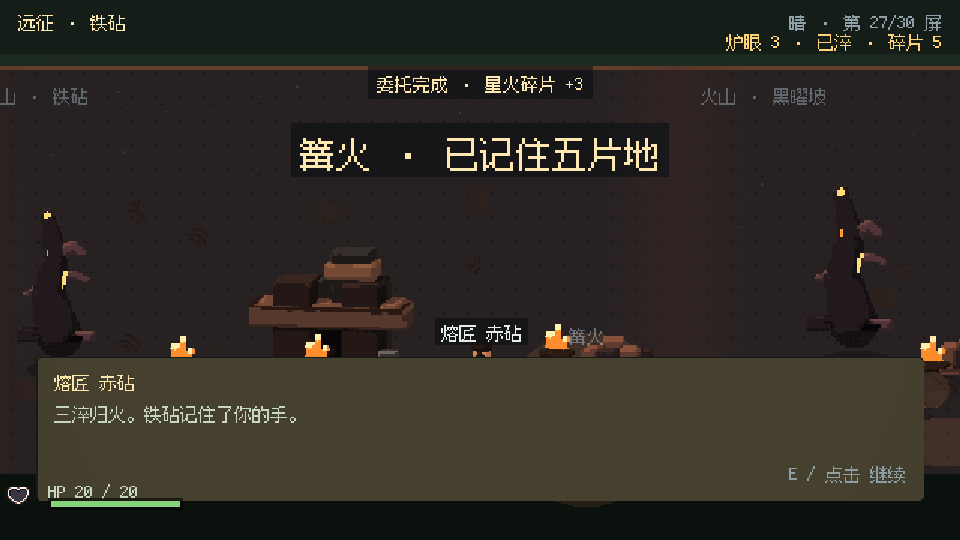 远征 · 铁砧
晴 · 第 27/30 屏
炉眼 3 · 已淬 · 碎片 5
委托完成 · 星火碎片 +3
山 · 铁砧
火山 · 黑曜坡
篝火 · 已记住五片地
熔匠 赤砧
篝火
熔匠 赤砧
三淬归火。铁砧记住了你的手。
E / 点击 继续
HP 20 / 20